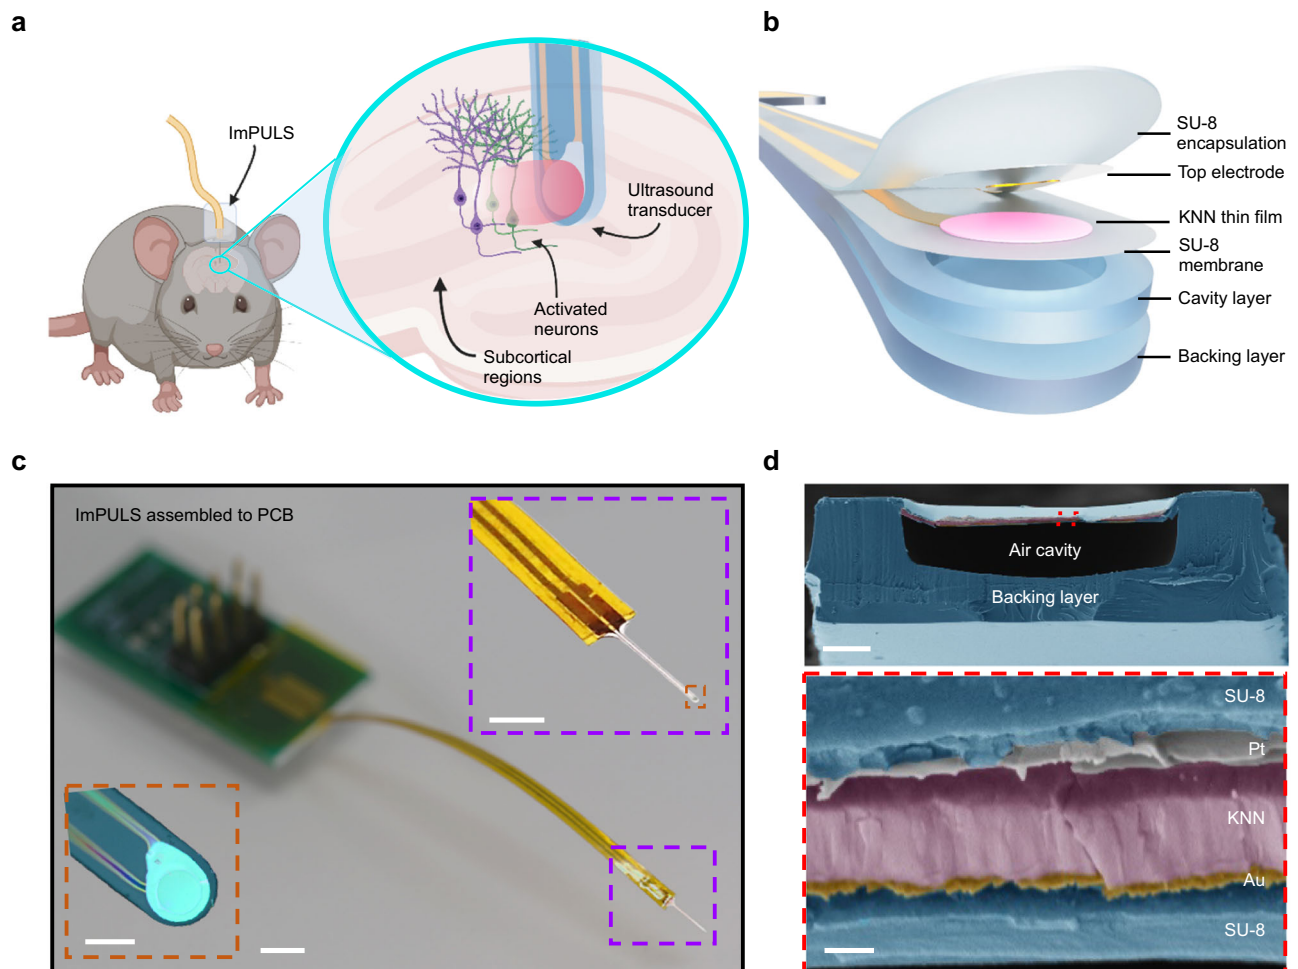 a
ImPULS
Ultrasound
transducer
Activated
neurons
Subcortical
regions
b
SU-8
encapsulation
Top electrode
KNN thin film
SU-8
membrane
Cavity layer
Backing layer
c
ImPULS assembled to PCB
d
Air cavity
Backing layer
SU-8
Pt
KNN
Au
SU-8